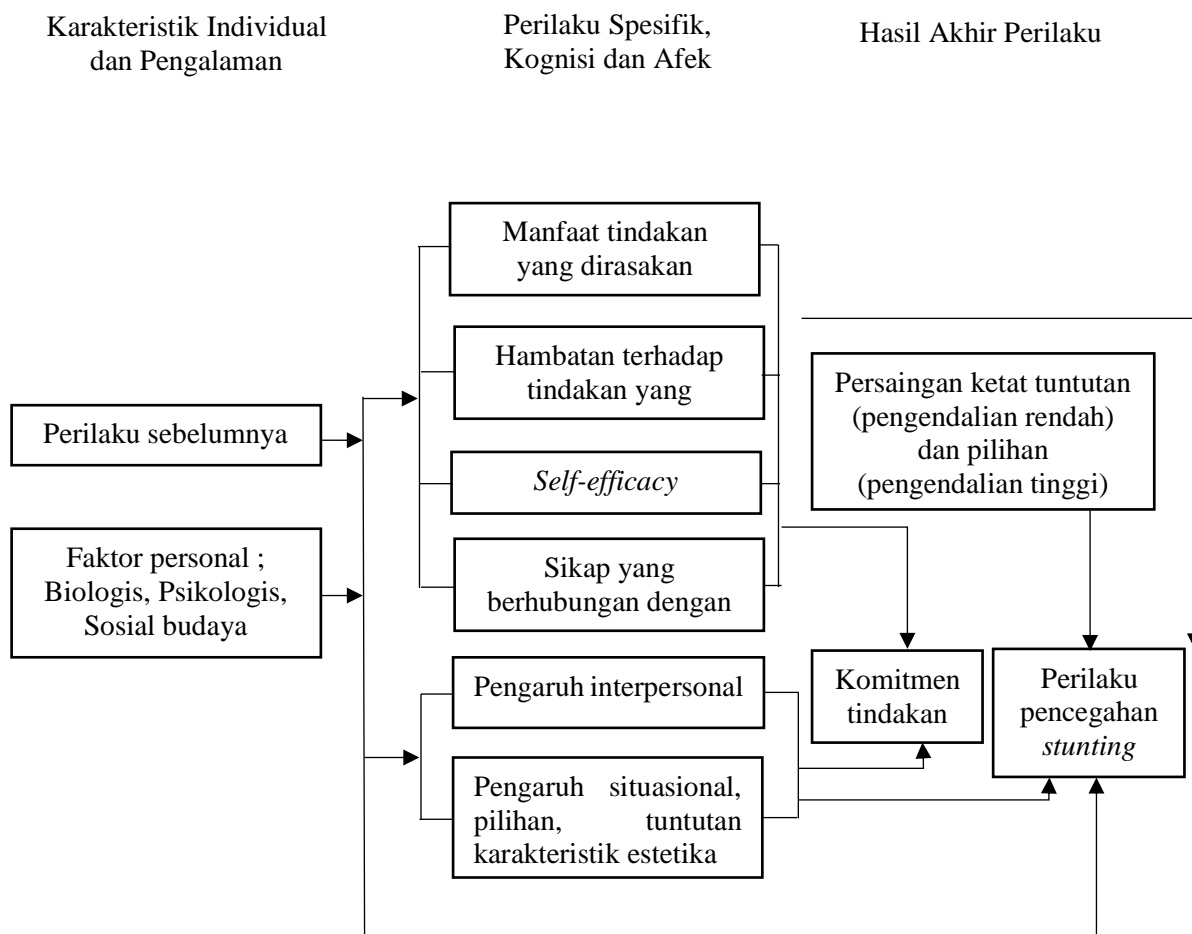 Karakteristik Individual
dan Pengalaman
Perilaku Spesifik,
Kognisi dan Afek
Hasil Akhir Perilaku
Manfaat tindakan
yang dirasakan
Hambatan terhadap
tindakan yang
Self-efficacy
Sikap yang
berhubungan dengan
Pengaruh interpersonal
Pengaruh situasional,
pilihan, tuntutan
karakteristik estetika
Perilaku sebelumnya
Faktor personal ;
Biologis, Psikologis,
Sosial budaya
Persaingan ketat tuntutan
(pengendalian rendah)
dan pilihan
(pengendalian tinggi)
Komitmen
tindakan
Perilaku
pencegahan
stunting